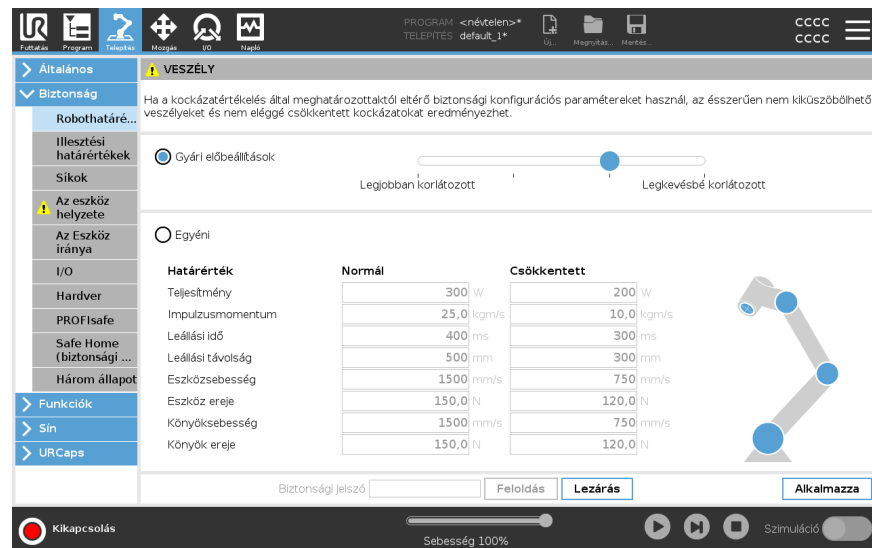 PROGRAM <névtelen>*
TELEPÍTÉS default_1*
Futtatás Program Telepítés Mozgás I/O Napló
Új... Megnyitás... Mentés...
CCCC
CCCC
Általános
Biztonság
Robothatáré...
Illesztési
határértékek
Síkok
Az eszköz
helyzete
Az Eszköz
iránya
I/O
Hardver
PROFIsafe
Safe Home
(biztonsági ...
Három állapot
Funkciók
Sín
URCaps
VESZÉLY
Ha a kockázatértékelés által meghatározottaktól eltérő biztonsági konfigurációs paramétereket használ, az ésszerűen nem kiküszöbölhető
veszélyeket és nem eléggé csökkentett kockázatokat eredményezhet.
Gyári előbeállítások
Legjobban korlátozott Legkevésbé korlátozott
Egyéni
Határérték Normál Csökkentett
Teljesítmény 300 W 200 W
Impulzusmomentum 25,0 kgm/s 10,0 kgm/s
Leállási idő 400 ms 300 ms
Leállási távolság 500 mm 300 mm
Eszközsebesség 1500 mm/s 750 mm/s
Eszköz ereje 150,0 N 120,0 N
Könyöksebesség 1500 mm/s 750 mm/s
Könyök ereje 150,0 N 120,0 N
Biztonsági jelszó Feloldás Lezárás Alkalmazza
Kikapcsolás
Sebesség 100%
Szimuláció